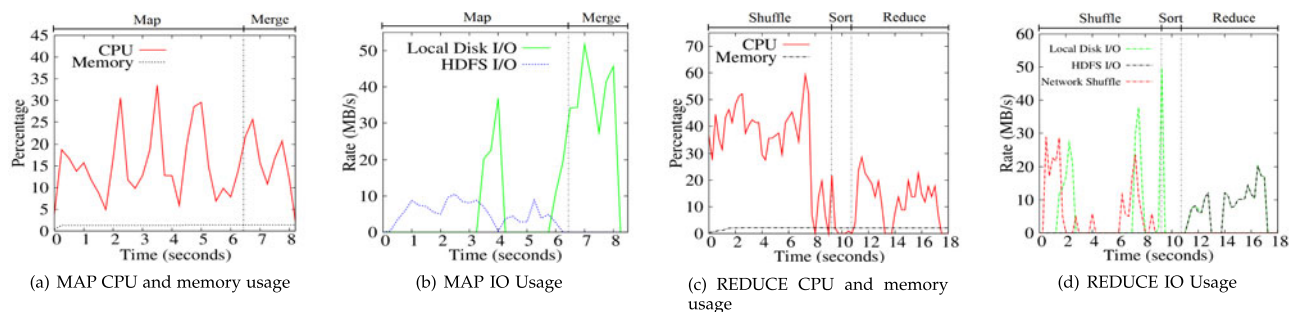 Map Merge
45
40
35
30
25
20
15
10
5
0
Percentage
CPU
Memory
0 1 2 3 4 5 6 7 8
Time (seconds)
(a) MAP CPU and memory usage
Map Merge
50
40
30
20
10
0
Rate (MB/s)
Local Disk I/O
HDFS I/O
0 1 2 3 4 5 6 7 8
Time (seconds)
(b) MAP IO Usage
Shuffle Sort Reduce
70
60
50
40
30
20
10
0
Percentage
CPU
Memory
0 2 4 6 8 10 12 14 16 18
Time (seconds)
(c) REDUCE CPU and memory
usage
Shuffle Sort Reduce
60
50
40
30
20
10
0
Rate (MB/s)
Local Disk I/O
HDFS I/O
Network Shuffle
0 2 4 6 8 10 12 14 16 18
Time (seconds)
(d) REDUCE IO Usage